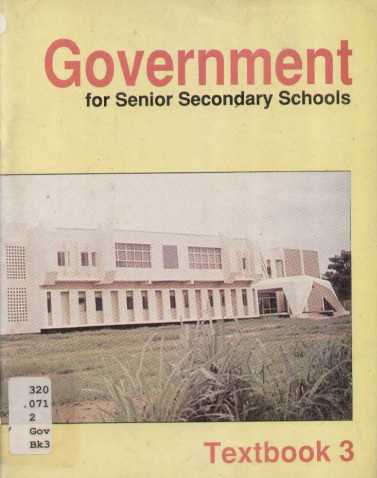 Government
for Senior Secondary Schools
320
.071
2
Gov
Bk3
Textbook 3